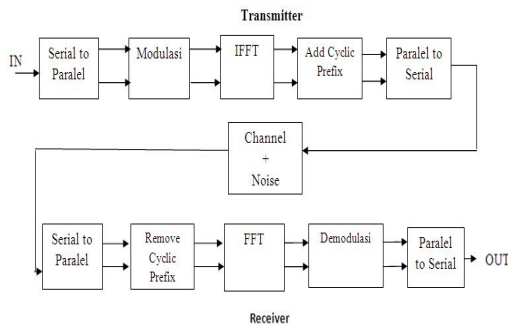 Transmitter
IN
Serial to
Paralel
Modulasi
IFFT
Add Cyclic
Prefix
Paralel to
Serial
Channel
+
Noise
Serial to
Paralel
Remove
Cyclic
Prefix
FFT
Demodulasi
Paralel
to Serial
OUT
Receiver